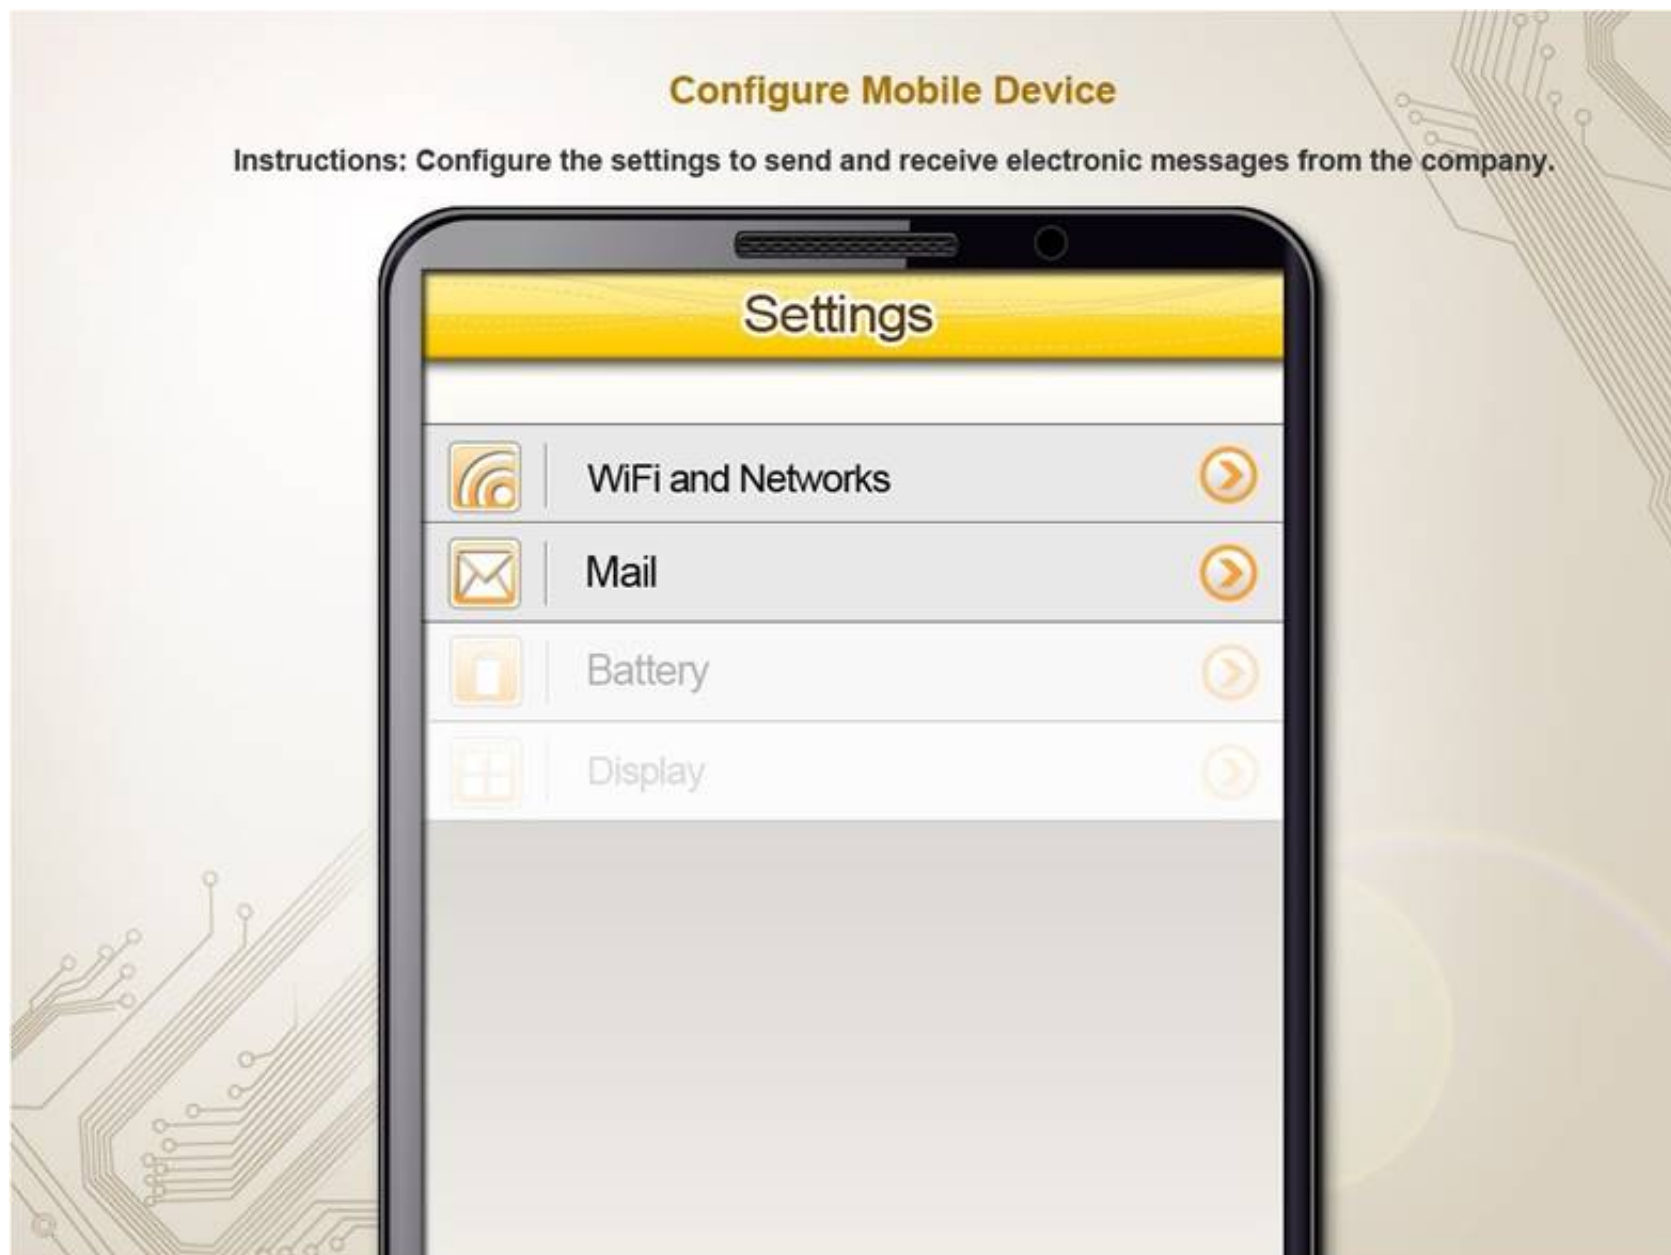 Configure Mobile Device
Instructions: Configure the settings to send and receive electronic messages from the company.
Settings
WiFi and Networks
Mail
Battery
Display